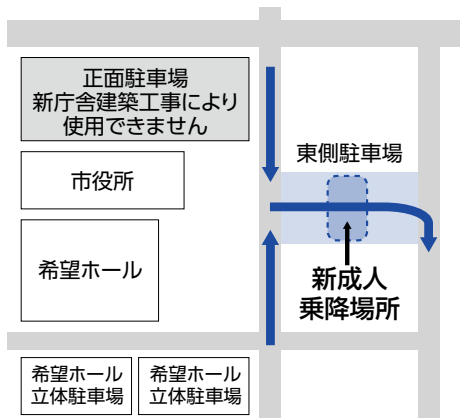 正面駐車場
新庁舎建築工事により
使用できません
東側駐車場
市役所
希望ホール
新成人
乗降場所
希望ホール
立体駐車場
希望ホール
立体駐車場